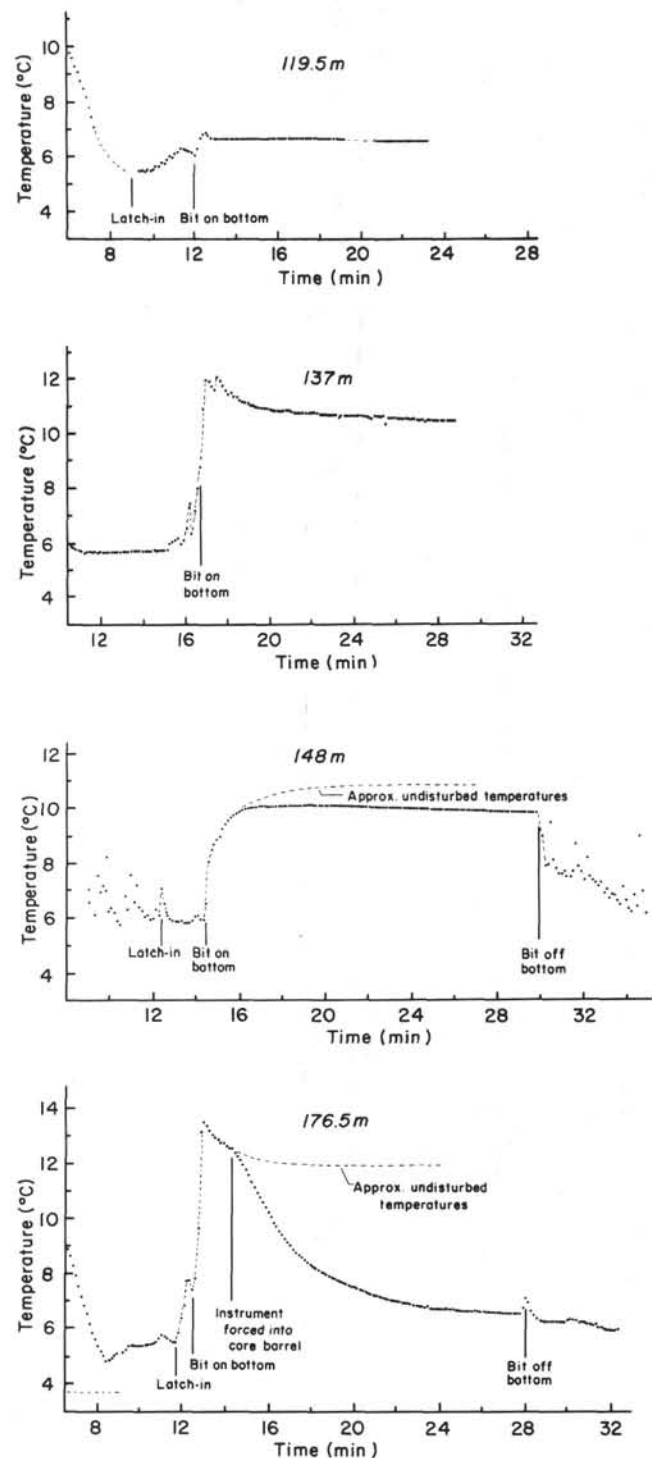 119.5 m
Temperature (°C)
10
8
6
4
Latch-in
Bit on bottom
8
12
16
20
24
28
Time (min)
137 m
Temperature (°C)
12
10
8
6
4
Bit on
bottom
12
16
20
24
28
32
Time (min)
148 m
Temperature (°C)
12
10
8
6
4
Approx. undisturbed temperatures
Latch-in
Bit on
bottom
Bit off
bottom
12
16
20
24
28
32
Time (min)
176.5 m
Temperature (°C)
14
12
10
8
6
4
Approx. undisturbed
temperatures
Instrument
forced into
core barrel
Bit on bottom
Latch-in
Bit off
bottom
8
12
16
20
24
28
32
Time (min)